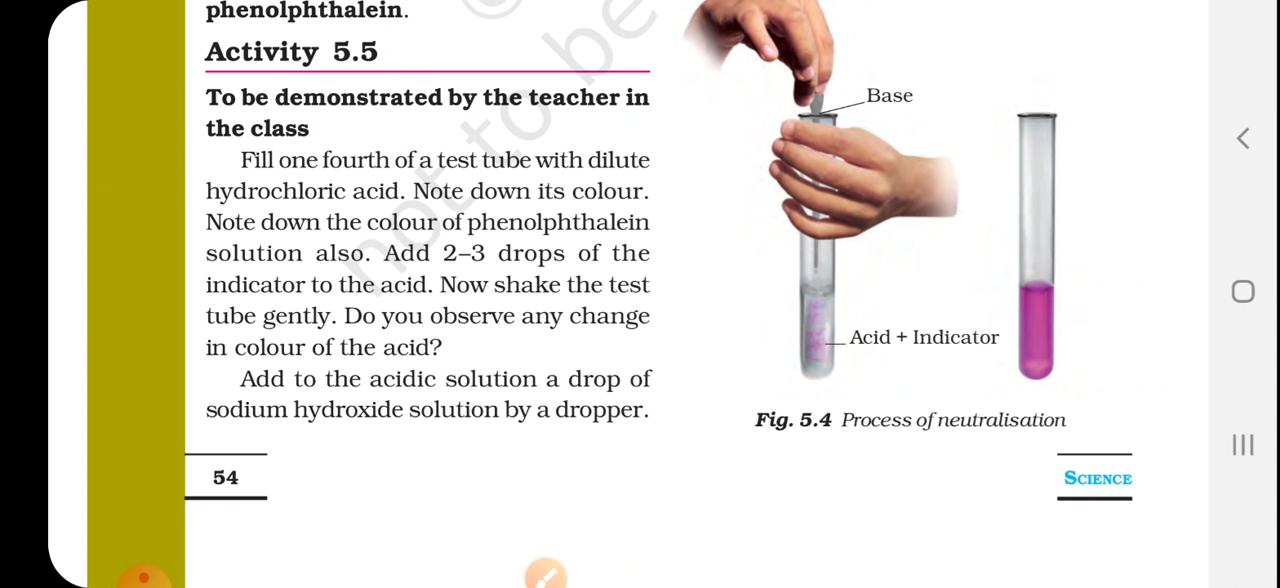 phenolphthalein.
Activity 5.5
To be demonstrated by the teacher in
the class
Fill one fourth of a test tube with dilute
hydrochloric acid. Note down its colour.
Note down the colour of phenolphthalein
solution also. Add 2–3 drops of the
indicator to the acid. Now shake the test
tube gently. Do you observe any change
in colour of the acid?
Add to the acidic solution a drop of
sodium hydroxide solution by a dropper.
54
Base
Acid + Indicator
Fig. 5.4 Process of neutralisation
SCIENCE
not to be